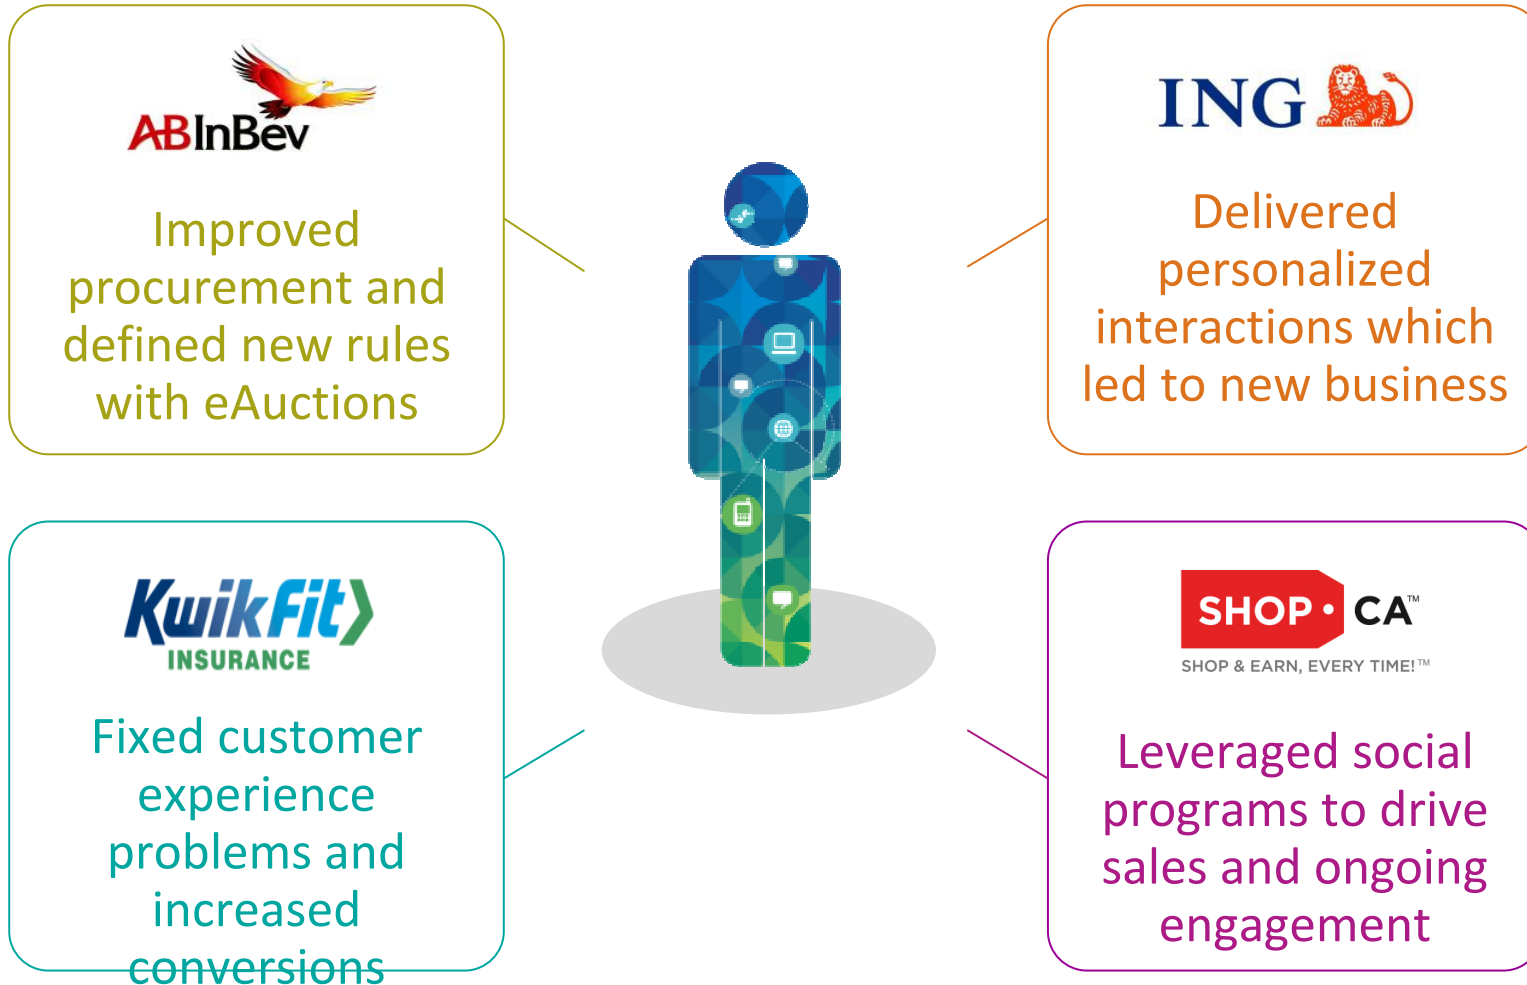 ABInBev
Improved
procurement and
defined new rules
with eAuctions
ING
Delivered
personalized
interactions which
led to new business
KwikFit
INSURANCE
Fixed customer
experience
problems and
increased
conversions
SHOP • CA™
SHOP & EARN, EVERY TIME!™
Leveraged social
programs to drive
sales and ongoing
engagement